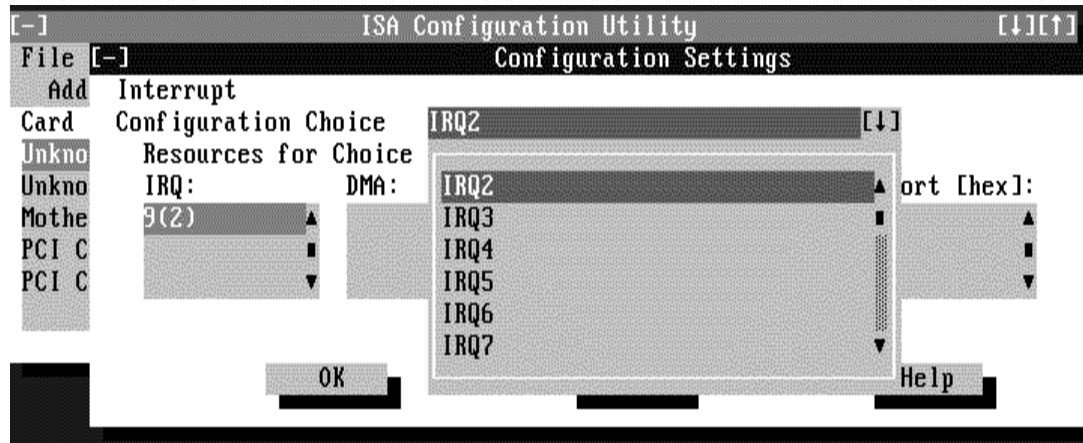 [-] ISA Configuration Utility [↓][↑]
File [-] Configuration Settings
Add Interrupt
Card Configuration Choice IRQ2 [↓]
Unkno Resources for Choice
Unkno IRQ: DMA: IRQ2 ort [hex]:
Mothe 9(2) IRQ3
PCI C IRQ4
PCI C IRQ5
IRQ6
IRQ7
OK Help